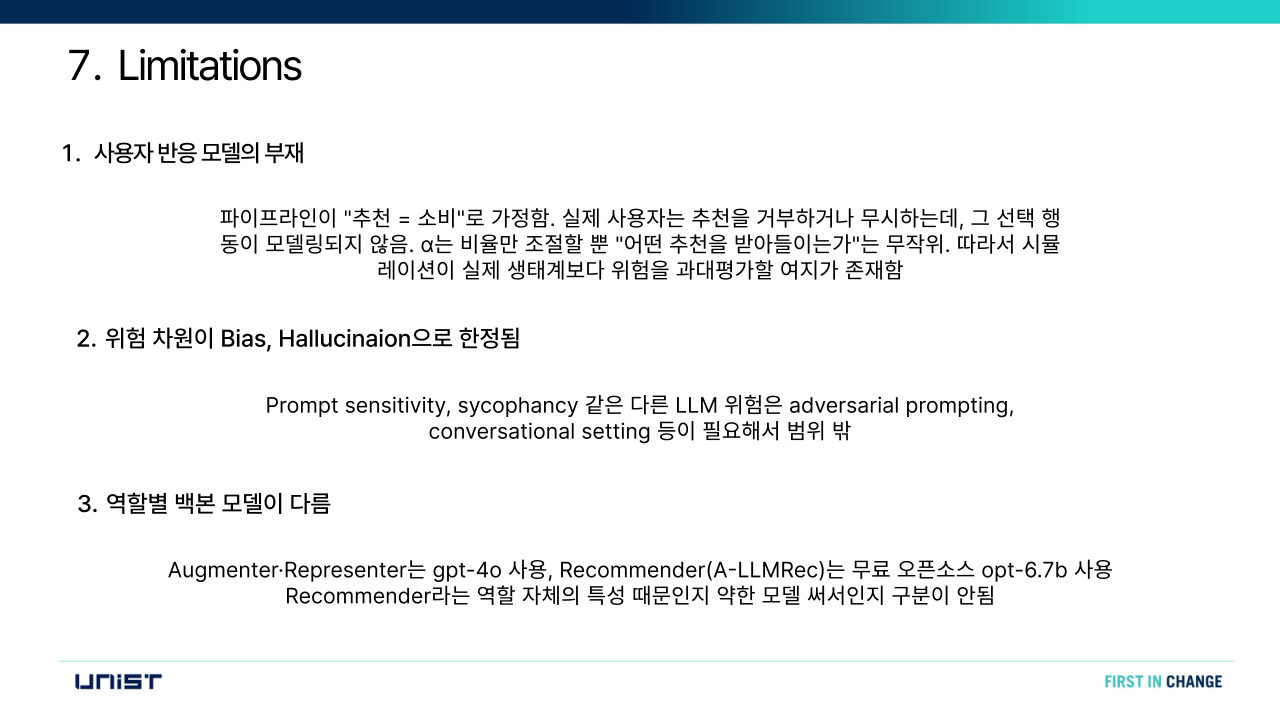 7. Limitations
1. 사용자 반응 모델의 부재
파이프라인이 "추천 = 소비"로 가정함. 실제 사용자는 추천을 거부하거나 무시하는데, 그 선택 행
동이 모델링되지 않음. α는 비율만 조절할 뿐 "어떤 추천을 받아들이는가"는 무작위. 따라서 시뮬
레이션이 실제 생태계보다 위험을 과대평가할 여지가 존재함
2. 위험 차원이 Bias, Hallucinaion으로 한정됨
Prompt sensitivity, sycophancy 같은 다른 LLM 위험은 adversarial prompting,
conversational setting 등이 필요해서 범위 밖
3. 역할별 백본 모델이 다름
Augmenter·Representer는 gpt-4o 사용, Recommender(A-LLMRec)는 무료 오픈소스 opt-6.7b 사용
Recommender라는 역할 자체의 특성 때문인지 약한 모델 써서인지 구분이 안됨
UNIST
FIRST IN CHANGE